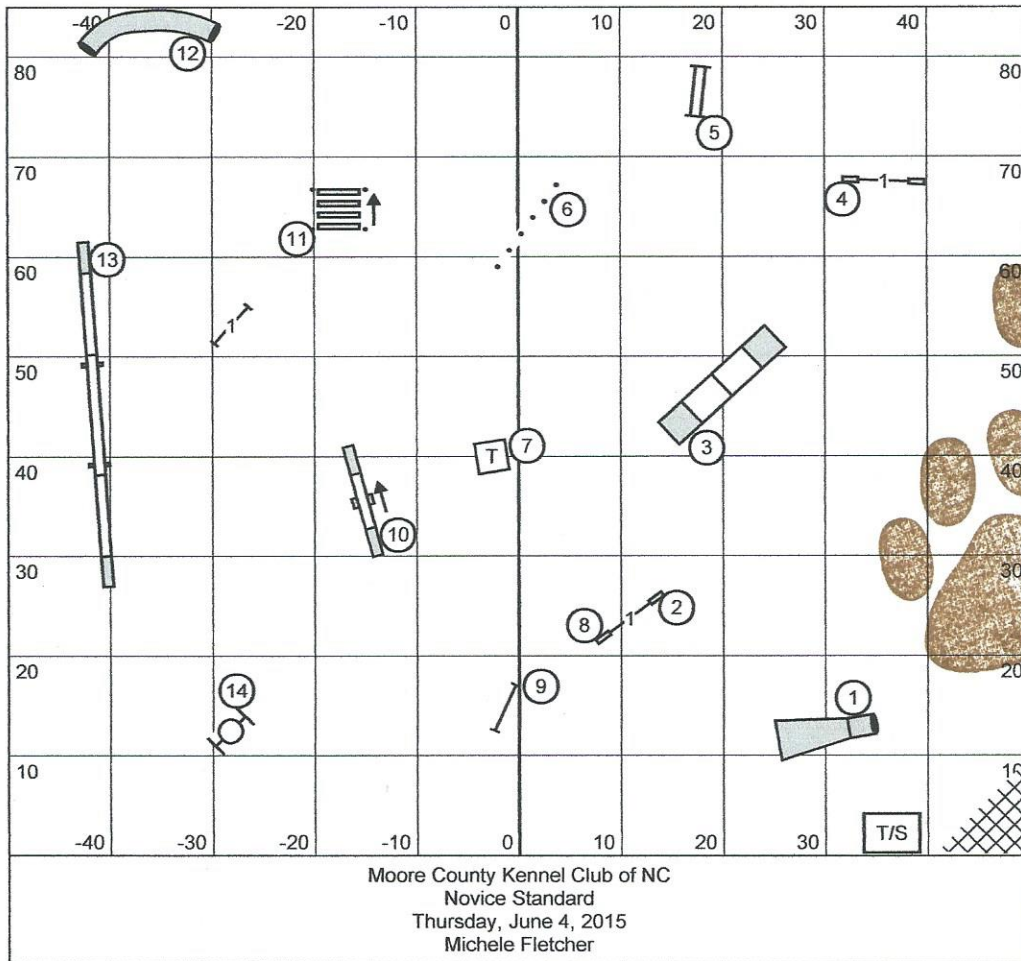 -40 -20 -10 0 10 20 30 40
12
80 80
5
70 70
1
4
6
11
13
60 60
1
50 50
3
7
T
40 40
10
30 30
2
8 1
20 20
14 9 1
10 10
-40 -30 -20 -10 0 10 20 30
T/S
Moore County Kennel Club of NC
Novice Standard
Thursday, June 4, 2015
Michele Fletcher